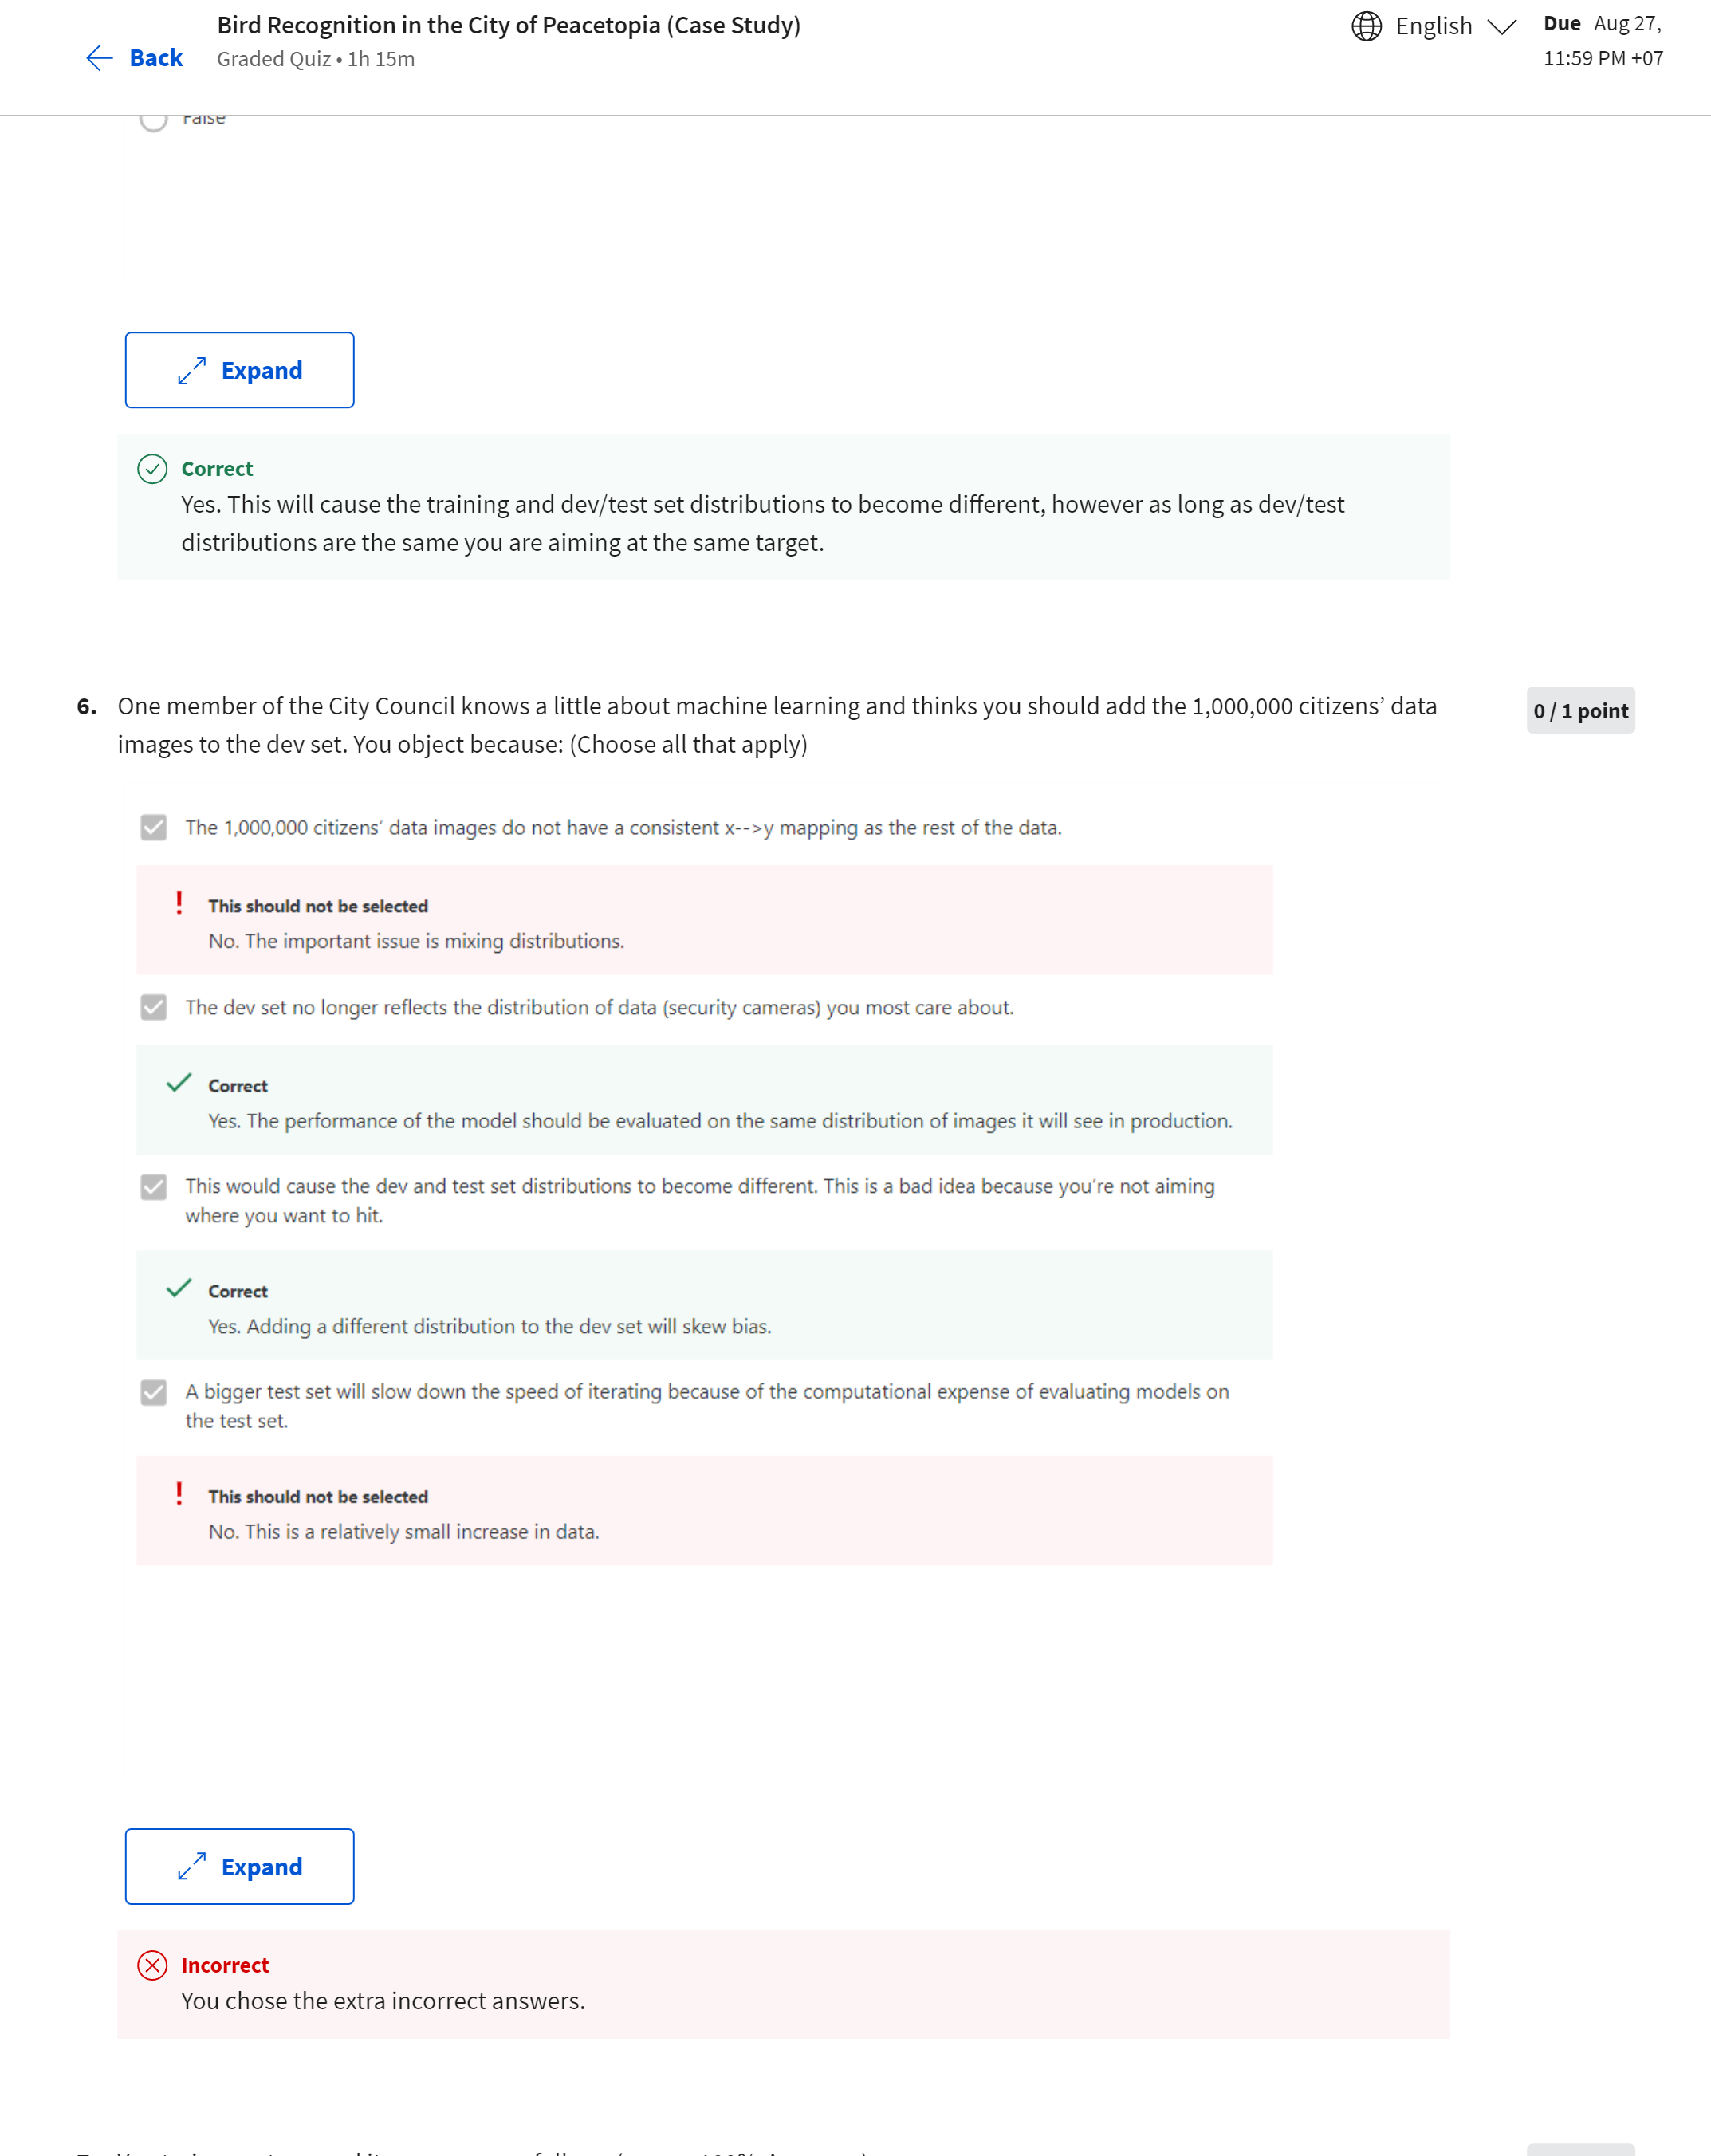 Bird Recognition in the City of Peacetopia (Case Study)
Back
Graded Quiz • 1h 15m
English
Due Aug 27,
11:59 PM +07
False
Expand
Correct
Yes. This will cause the training and dev/test set distributions to become different, however as long as dev/test
distributions are the same you are aiming at the same target.
6. One member of the City Council knows a little about machine learning and thinks you should add the 1,000,000 citizens’ data
images to the dev set. You object because: (Choose all that apply)
0 / 1 point
The 1,000,000 citizens’ data images do not have a consistent x-->y mapping as the rest of the data.
! This should not be selected
No. The important issue is mixing distributions.
The dev set no longer reflects the distribution of data (security cameras) you most care about.
Correct
Yes. The performance of the model should be evaluated on the same distribution of images it will see in production.
This would cause the dev and test set distributions to become different. This is a bad idea because you’re not aiming
where you want to hit.
Correct
Yes. Adding a different distribution to the dev set will skew bias.
A bigger test set will slow down the speed of iterating because of the computational expense of evaluating models on
the test set.
! This should not be selected
No. This is a relatively small increase in data.
Expand
Incorrect
You chose the extra incorrect answers.